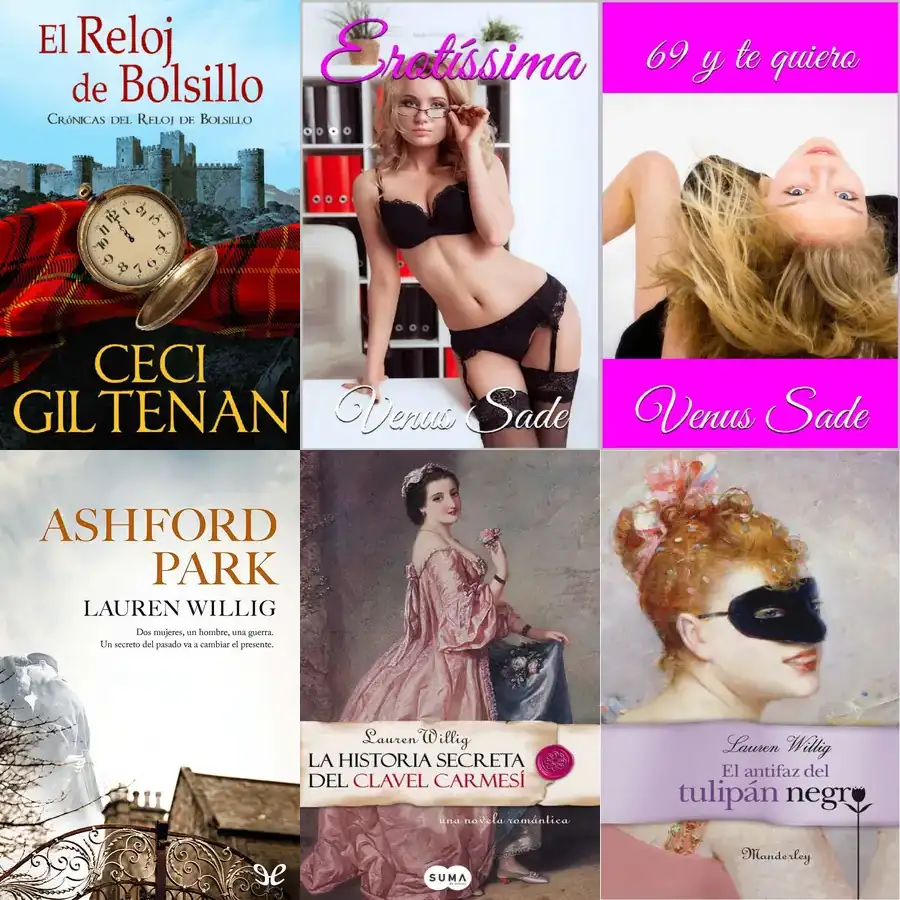 El Reloj
de Bolsillo
Crónicas del Reloj de Bolsillo
CECI
GILTENAN
Erotíssima
Venus Sade
69 y te quiero
Venus Sade
ASHFORD
PARK
LAUREN WILLIG
Dos mujeres, un hombre, una guerra.
Un secreto del pasado va a cambiar el presente.
Lauren Willig
LA HISTORIA SECRETA
DEL CLAVEL CARMESÍ
una novela romántica
SUMA
Lauren Willig
El antifaz del
tulipán negro
Manderley